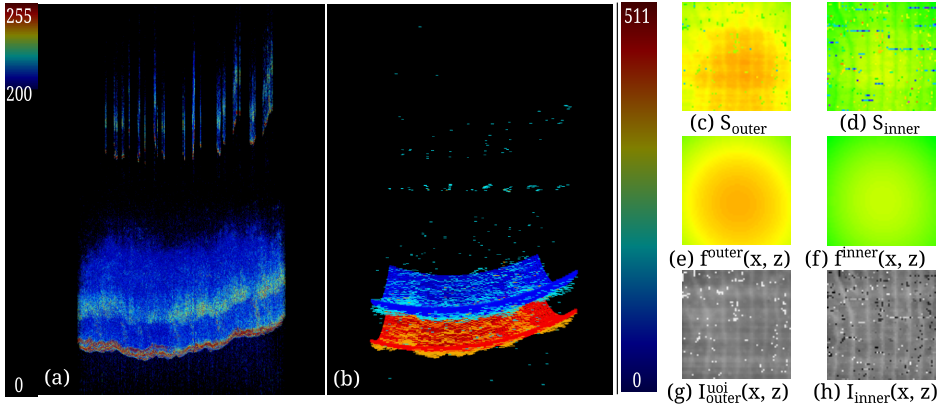 255
200
0
(a)
(b)
511
0
(c) S_outer
(d) S_inner
(e) f^outer(x, z)
(f) f^inner(x, z)
(g) I^uoi_outer(x, z)
(h) I_inner(x, z)